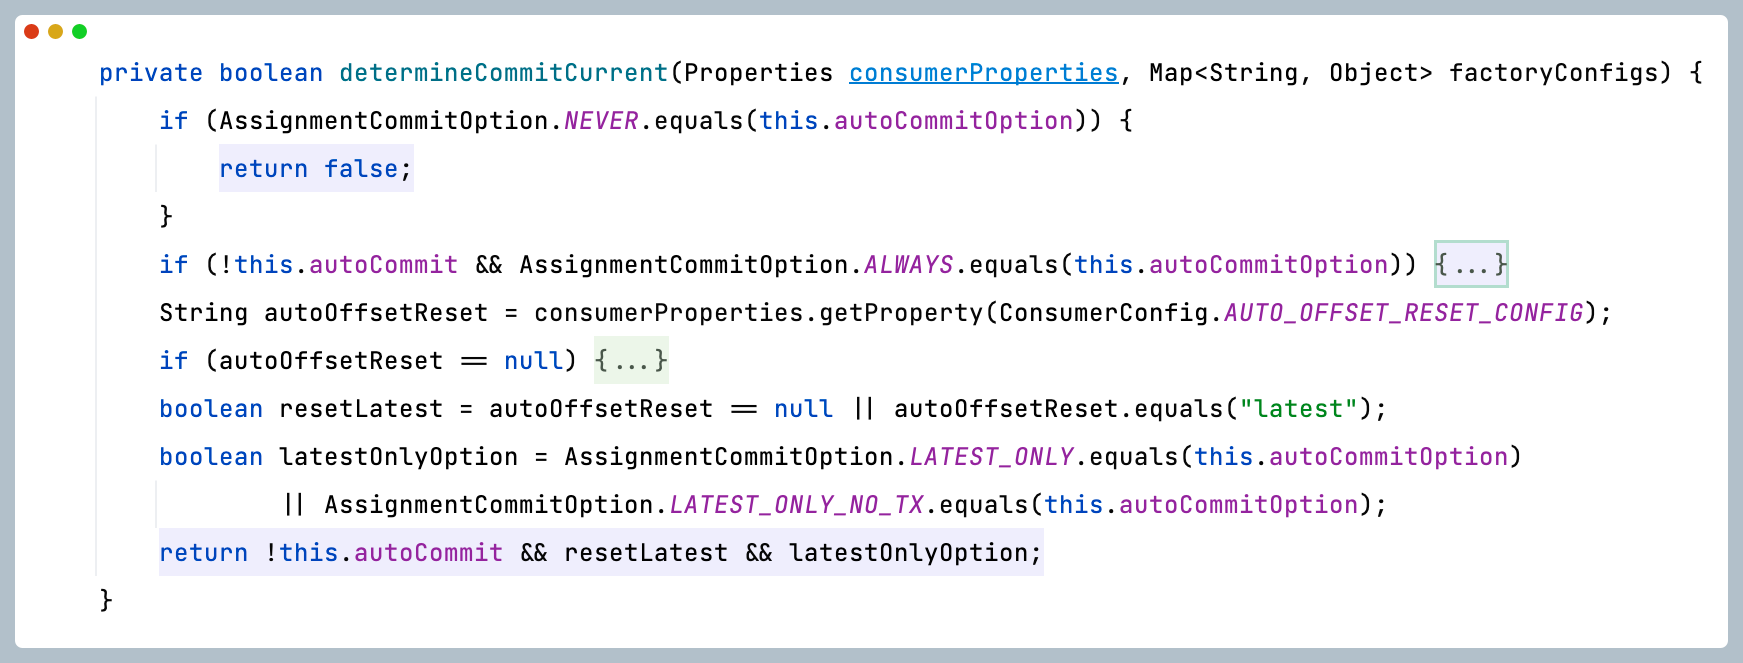 private boolean determineCommitCurrent(Properties consumerProperties, Map<String, Object> factoryConfigs) {
if (AssignmentCommitOption.NEVER.equals(this.autoCommitOption)) {
return false;
}
if (!this.autoCommit && AssignmentCommitOption.ALWAYS.equals(this.autoCommitOption)) {...}
String autoOffsetReset = consumerProperties.getProperty(ConsumerConfig.AUTO_OFFSET_RESET_CONFIG);
if (autoOffsetReset == null) {...}
boolean resetLatest = autoOffsetReset == null || autoOffsetReset.equals("latest");
boolean latestOnlyOption = AssignmentCommitOption.LATEST_ONLY.equals(this.autoCommitOption)
|| AssignmentCommitOption.LATEST_ONLY_NO_TX.equals(this.autoCommitOption);
return !this.autoCommit && resetLatest && latestOnlyOption;
}